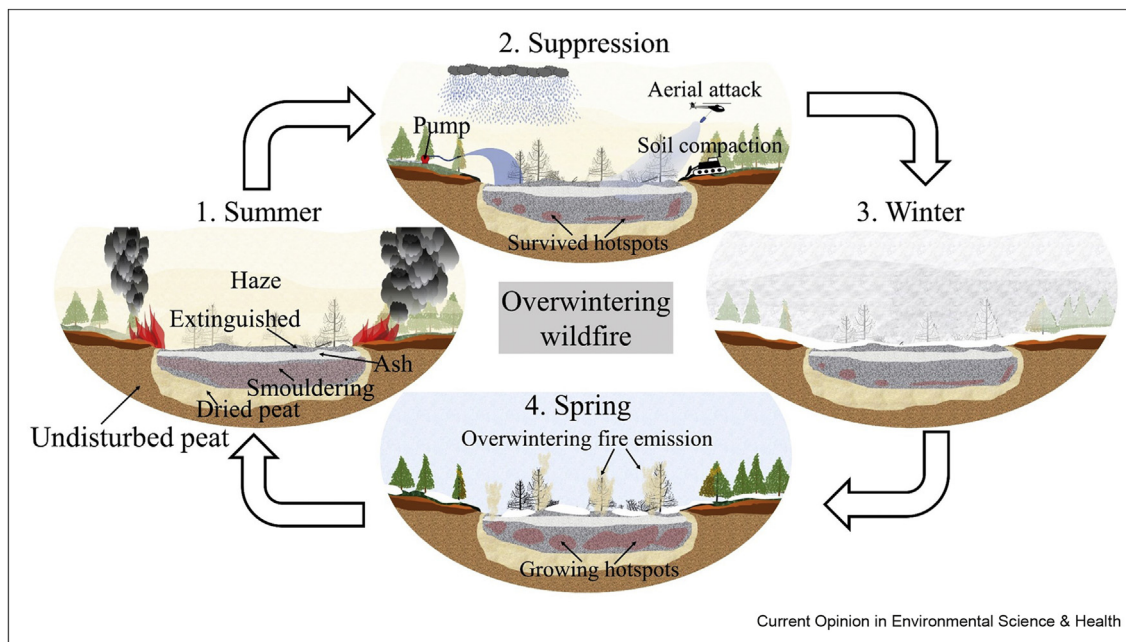 2. Suppression
Aerial attack
Pump
Soil compaction
Survived hotspots
1. Summer
Haze
Extinguished
Ash
Smouldering
Dried peat
Undisturbed peat
Overwintering
wildfire
3. Winter
4. Spring
Overwintering fire emission
Growing hotspots
Current Opinion in Environmental Science & Health